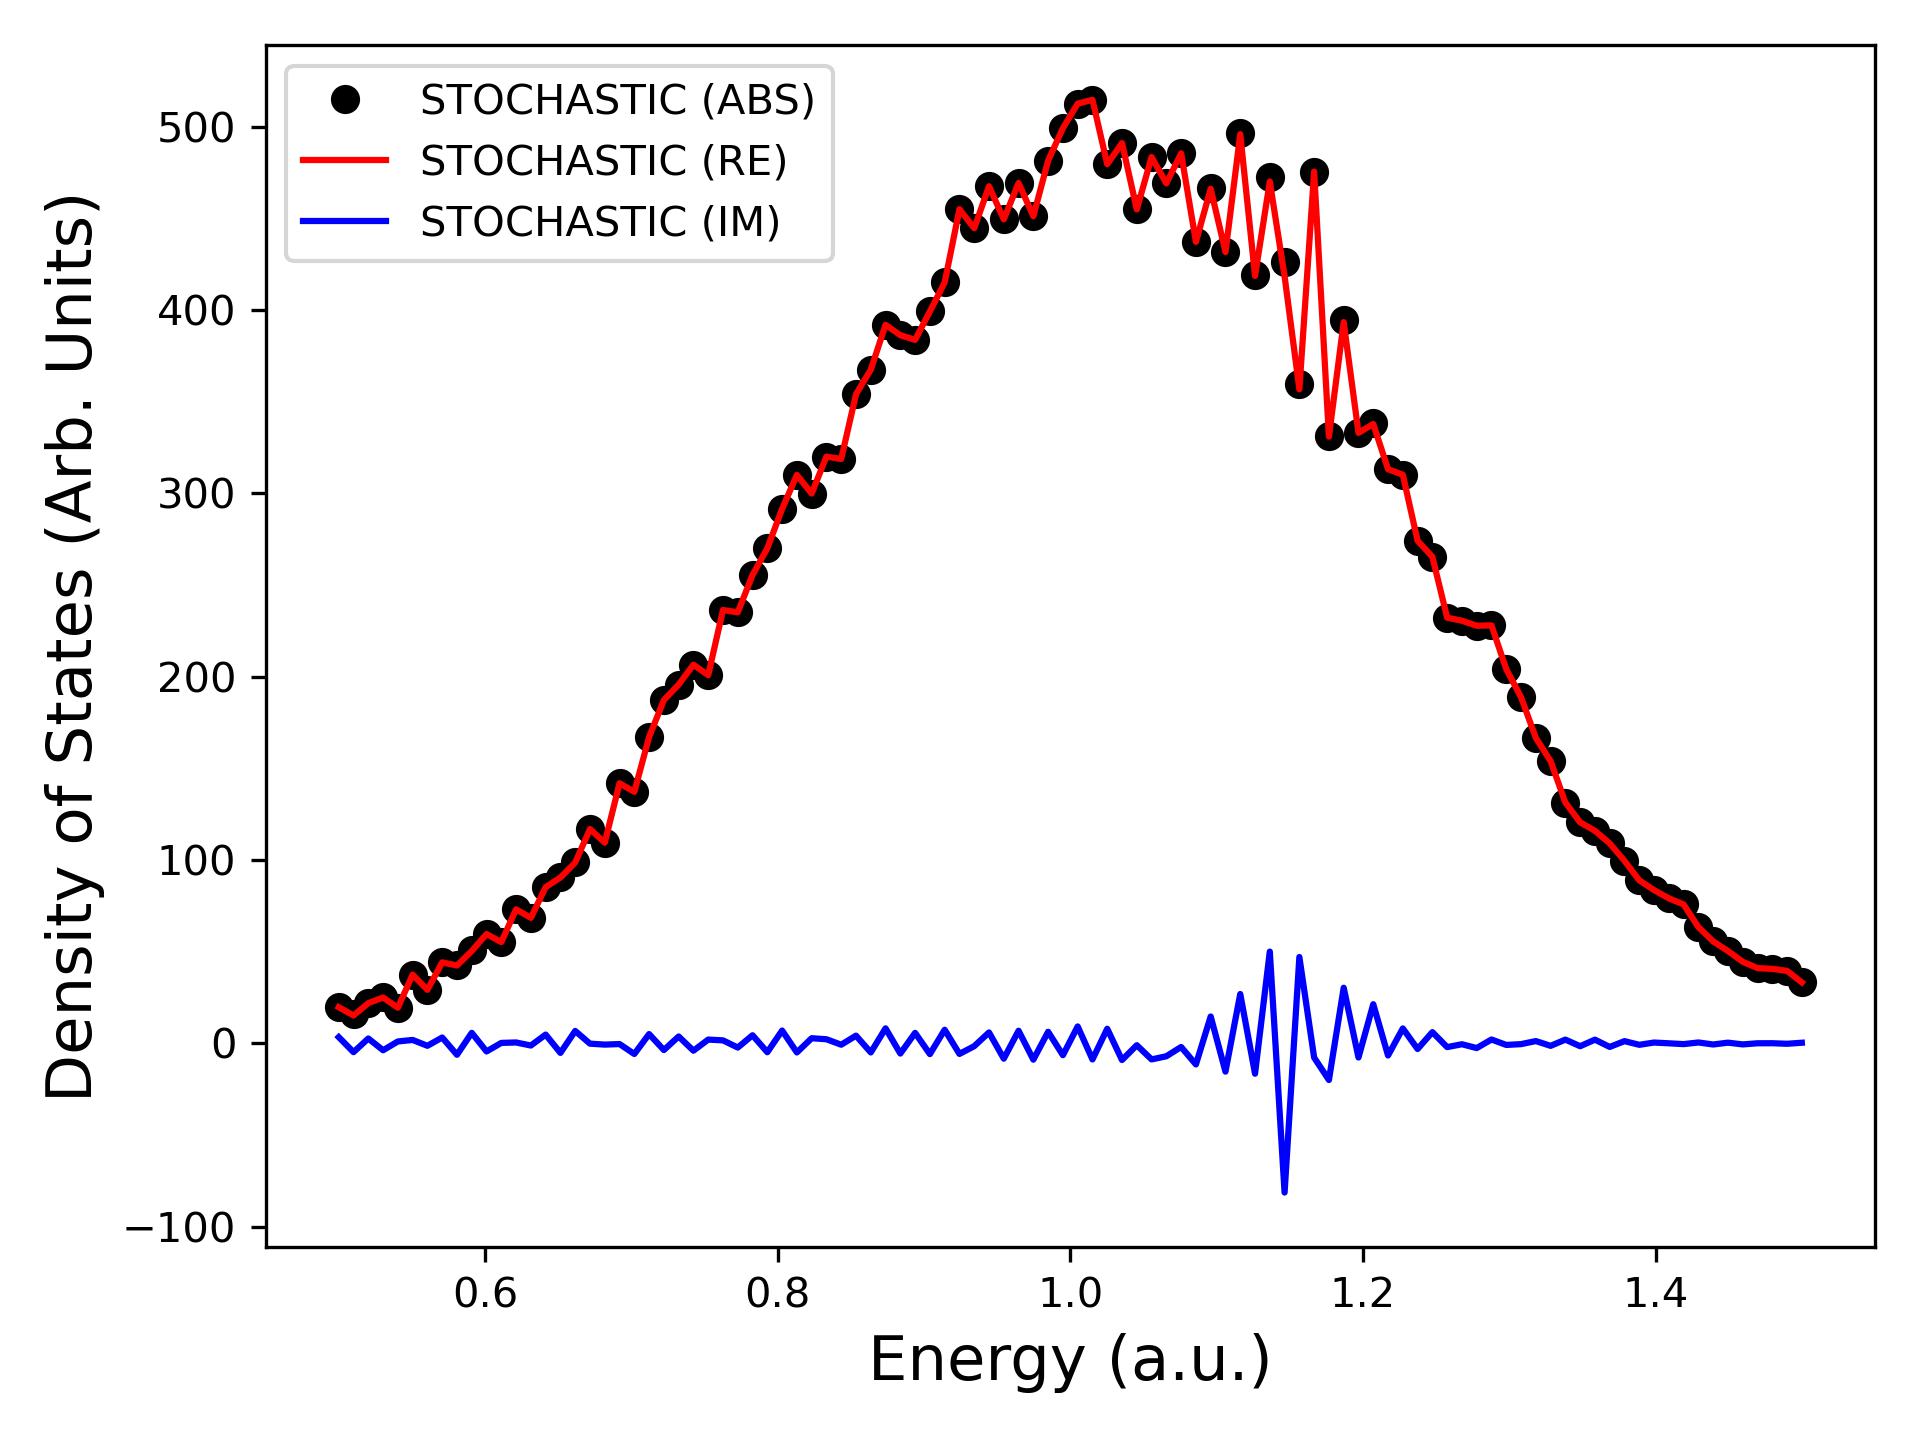 STOCHASTIC (ABS)
STOCHASTIC (RE)
STOCHASTIC (IM)
Density of States (Arb. Units)
500
400
300
200
100
0
−100
0.6 0.8 1.0 1.2 1.4
Energy (a.u.)